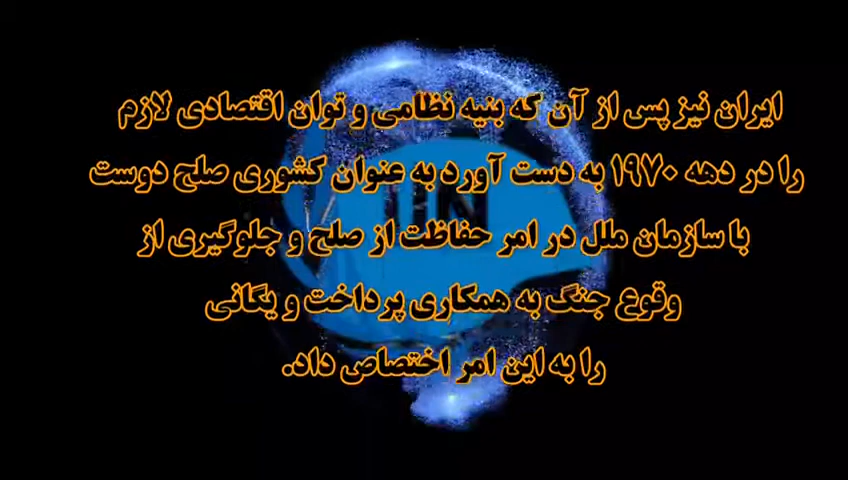 ایران نیز پس از آن که بنیه نظامی و توان اقتصادی لازم
را در دهه ۱۹۷۰ به دست آورد به عنوان کشوری صلح دوست
با سازمان ملل در امر حفاظت از صلح و جلوگیری از
وقوع جنگ به همکاری پرداخت و یگانی
را به این امر اختصاص داد.
UN